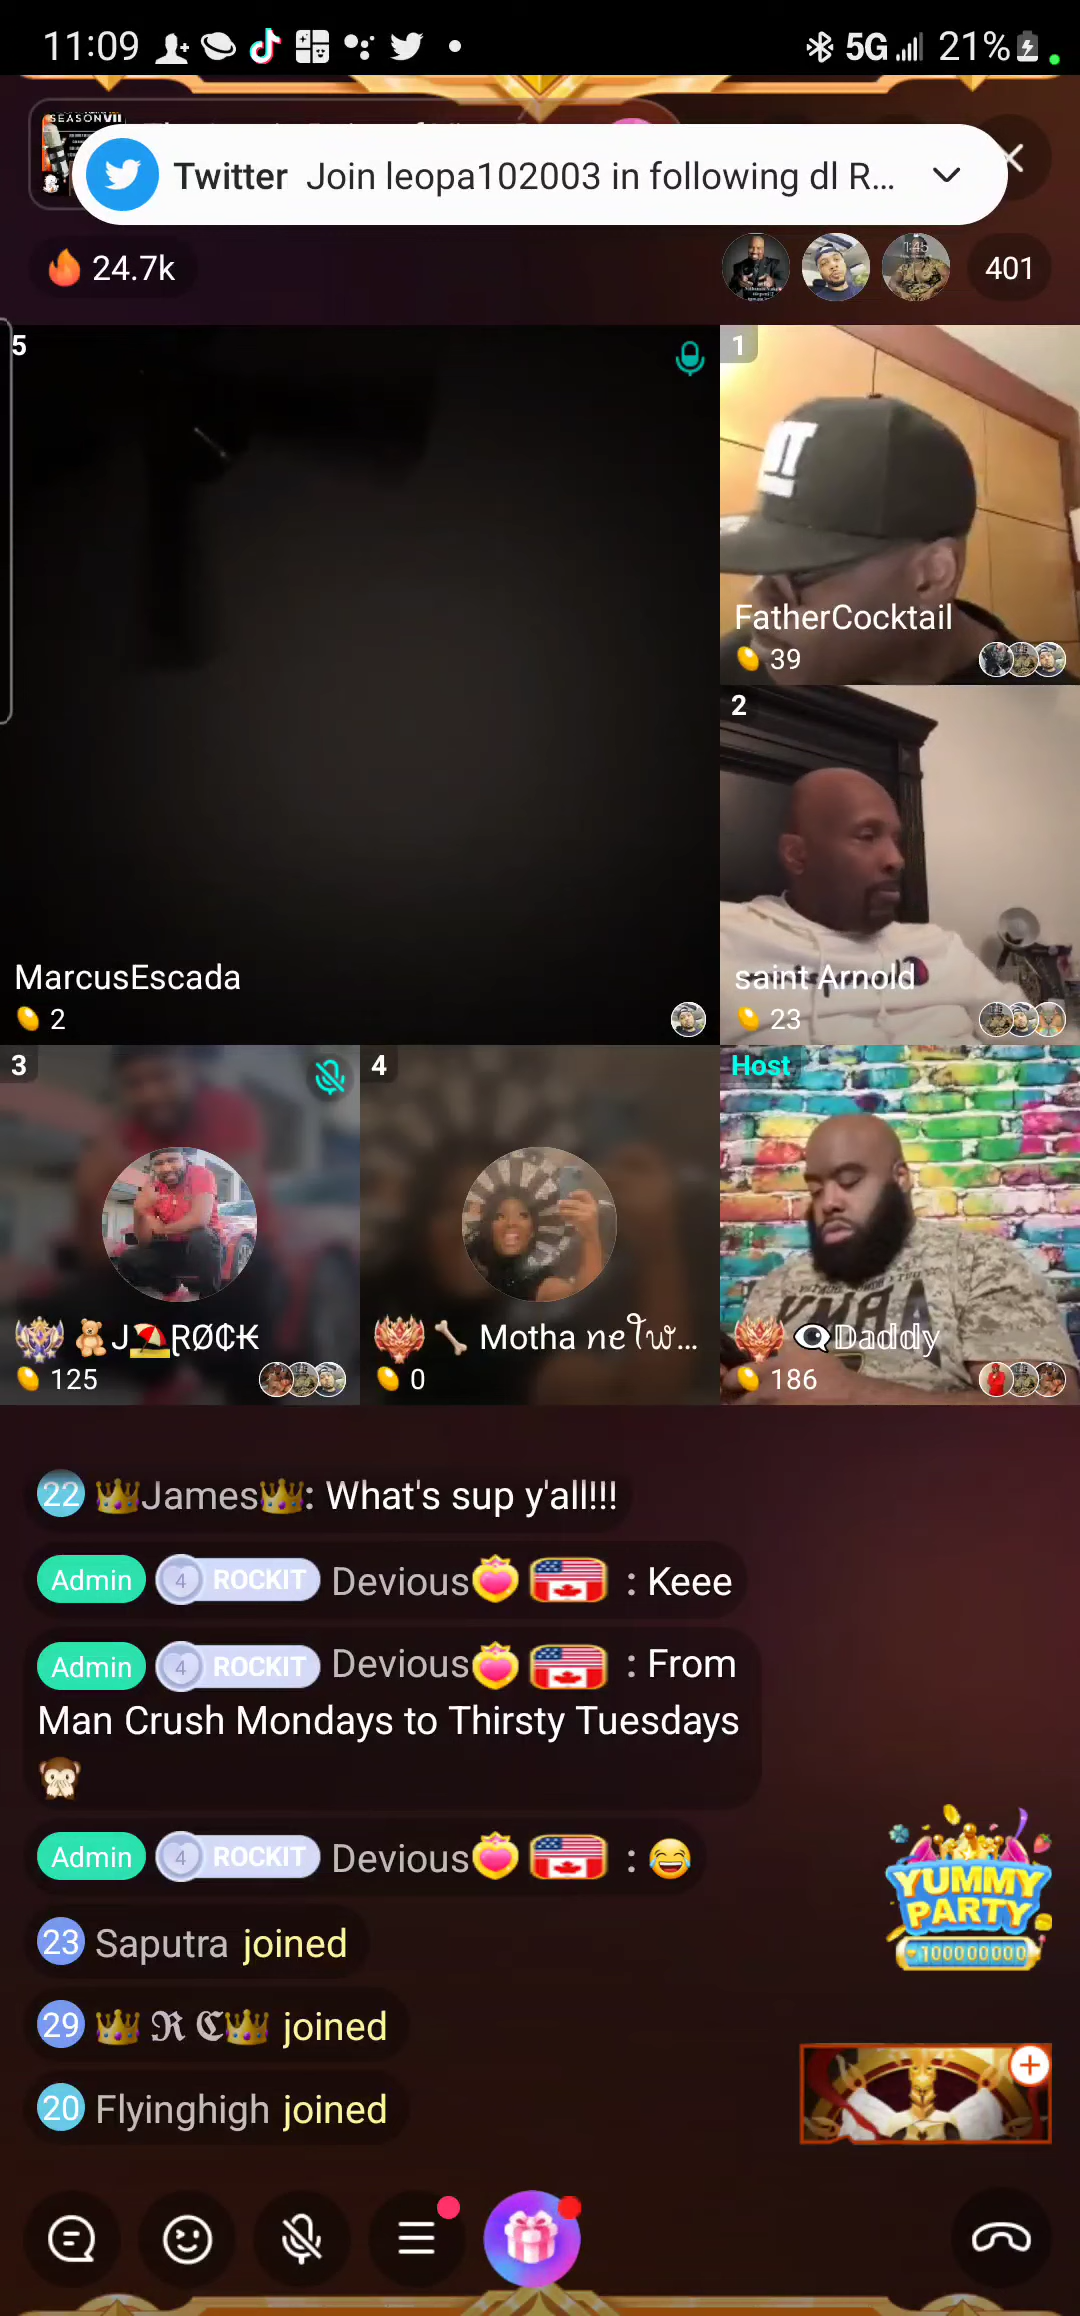 11:09
5G 21%
SEASON VII
Twitter Join leopa102003 in following dl R...
24.7k
401
5
1
FatherCocktail
39
2
saint Arnold
23
MarcusEscada
2
3
4
Host
J⛱️RØ₵₭
125
Motha 𝓃ℯ𝓉𝓌...
0
👁️‍🗨️𝔻𝕒𝕕𝕕𝕪
186
22 👑James👑: What's sup y'all!!!
Admin 4 ROCKIT Devious : Keee
Admin 4 ROCKIT Devious : From
Man Crush Mondays to Thirsty Tuesdays
🙊
Admin 4 ROCKIT Devious : 😂
23 Saputra joined
29 👑 ℜ ℭ👑 joined
20 Flyinghigh joined
YUMMY
PARTY
100000000